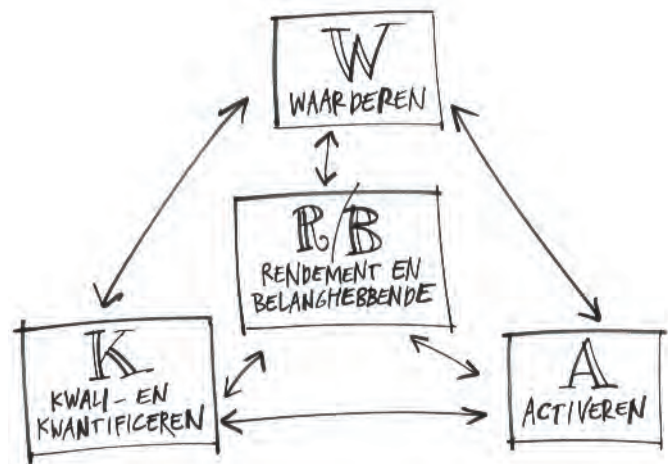 W
WAARDEREN
R/B
RENDEMENT EN
BELANGHEBBENDE
K
KWALI- EN
KWANTIFICEREN
A
ACTIVEREN